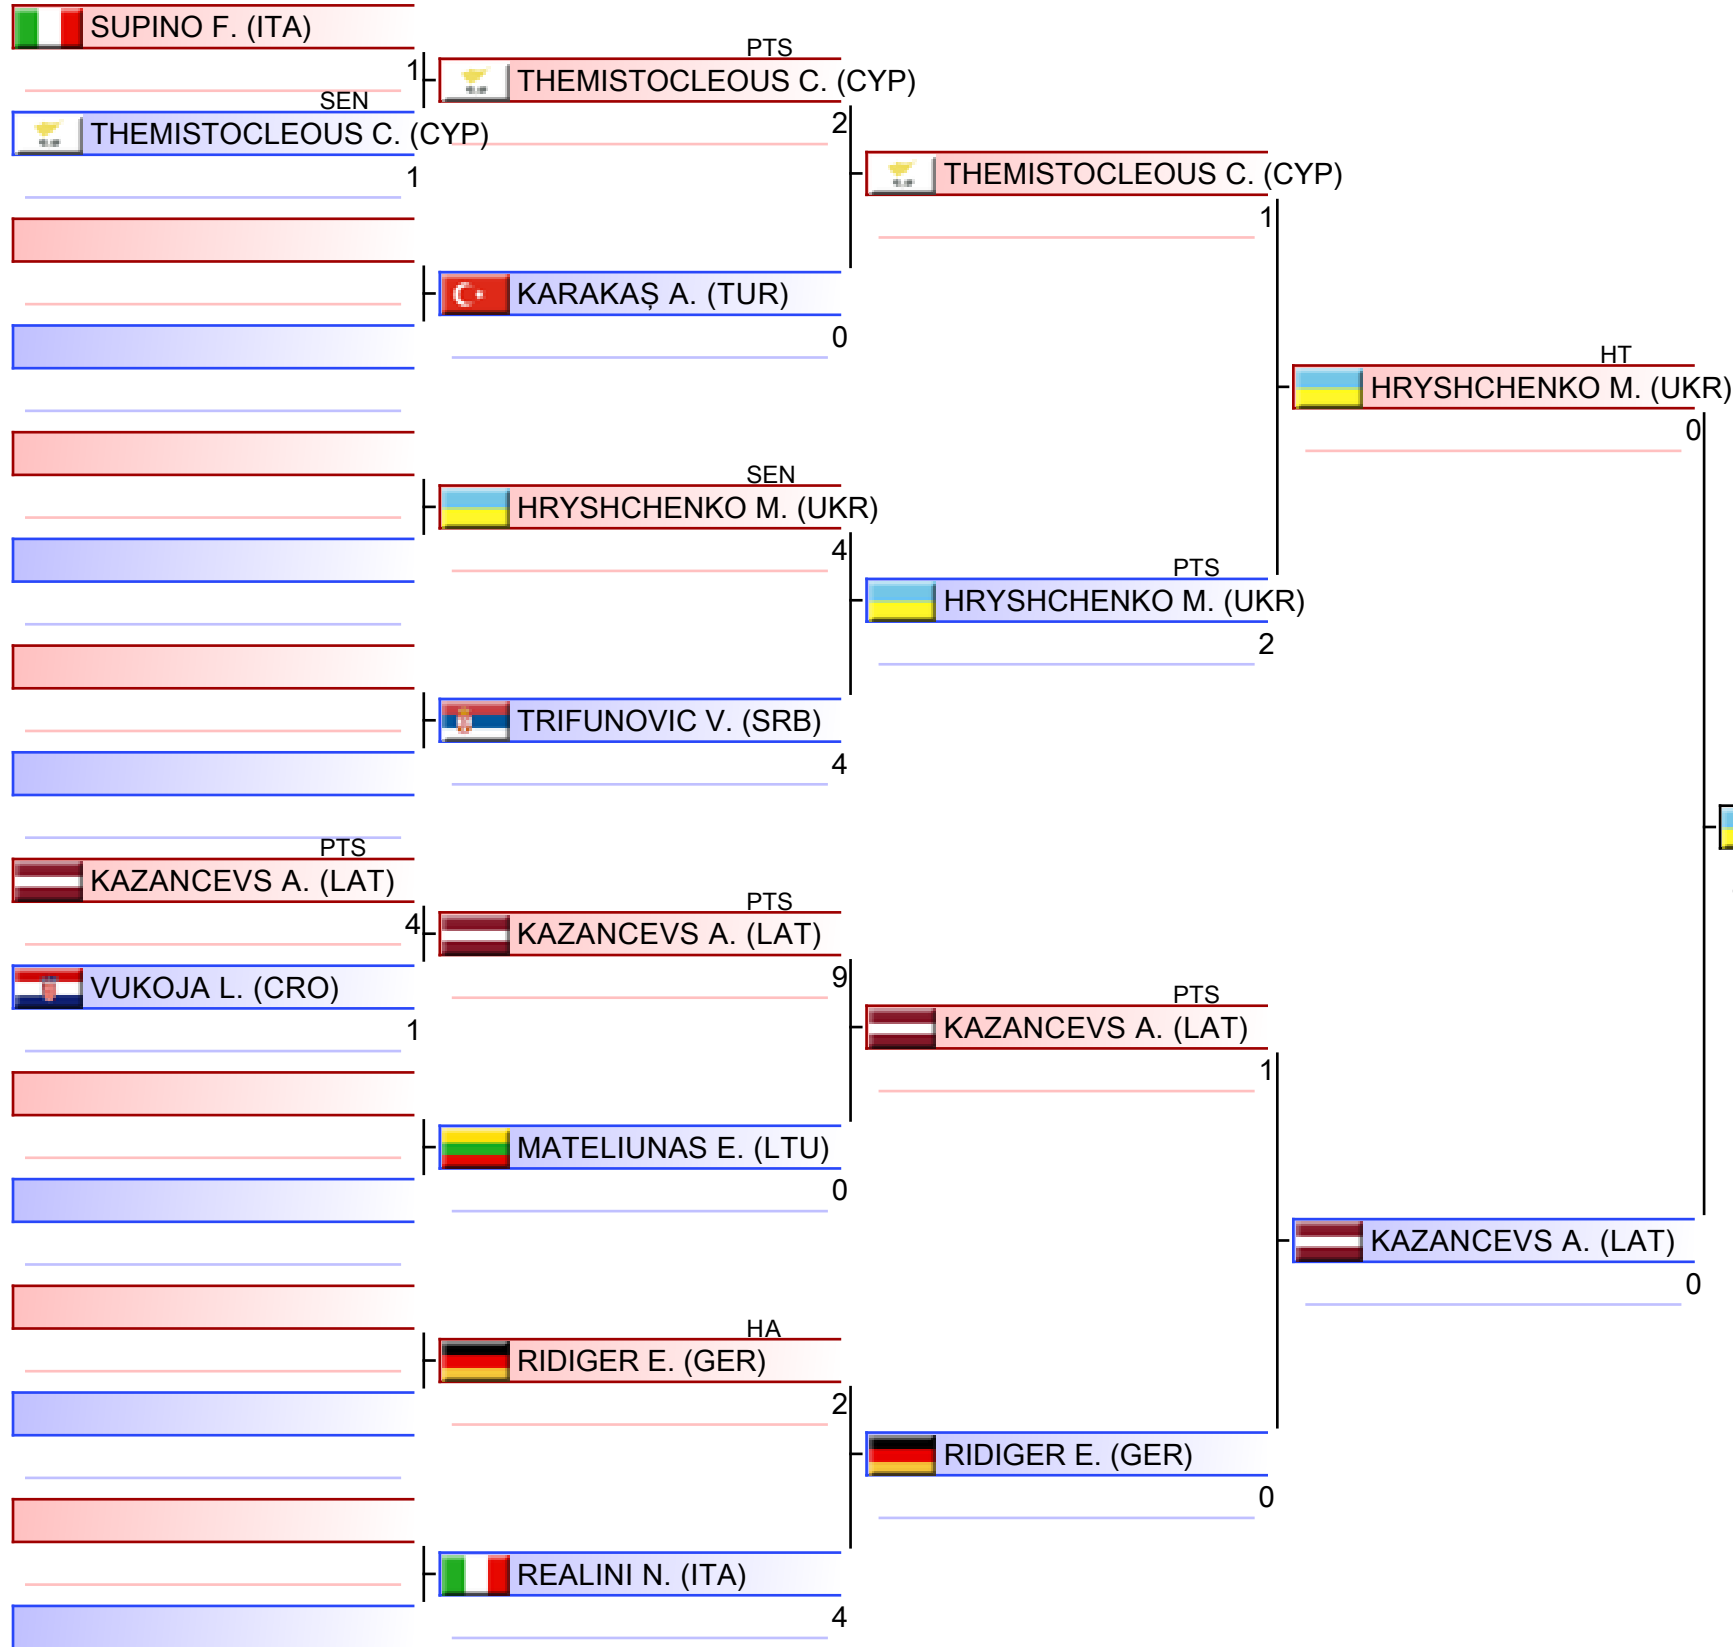 SUPINO F. (ITA)
1
SEN
THEMISTOCLEOUS C. (CYP)
1
PTS
KAZANCEVS A. (LAT)
4
VUKOJA L. (CRO)
1
PTS
THEMISTOCLEOUS C. (CYP)
2
KARAKAŞ A. (TUR)
0
SEN
HRYSHCHENKO M. (UKR)
4
TRIFUNOVIC V. (SRB)
4
PTS
KAZANCEVS A. (LAT)
9
MATELIUNAS E. (LTU)
0
HA
RIDIGER E. (GER)
2
REALINI N. (ITA)
4
THEMISTOCLEOUS C. (CYP)
1
PTS
HRYSHCHENKO M. (UKR)
2
PTS
KAZANCEVS A. (LAT)
1
RIDIGER E. (GER)
0
HT
HRYSHCHENKO M. (UKR)
0
KAZANCEVS A. (LAT)
0